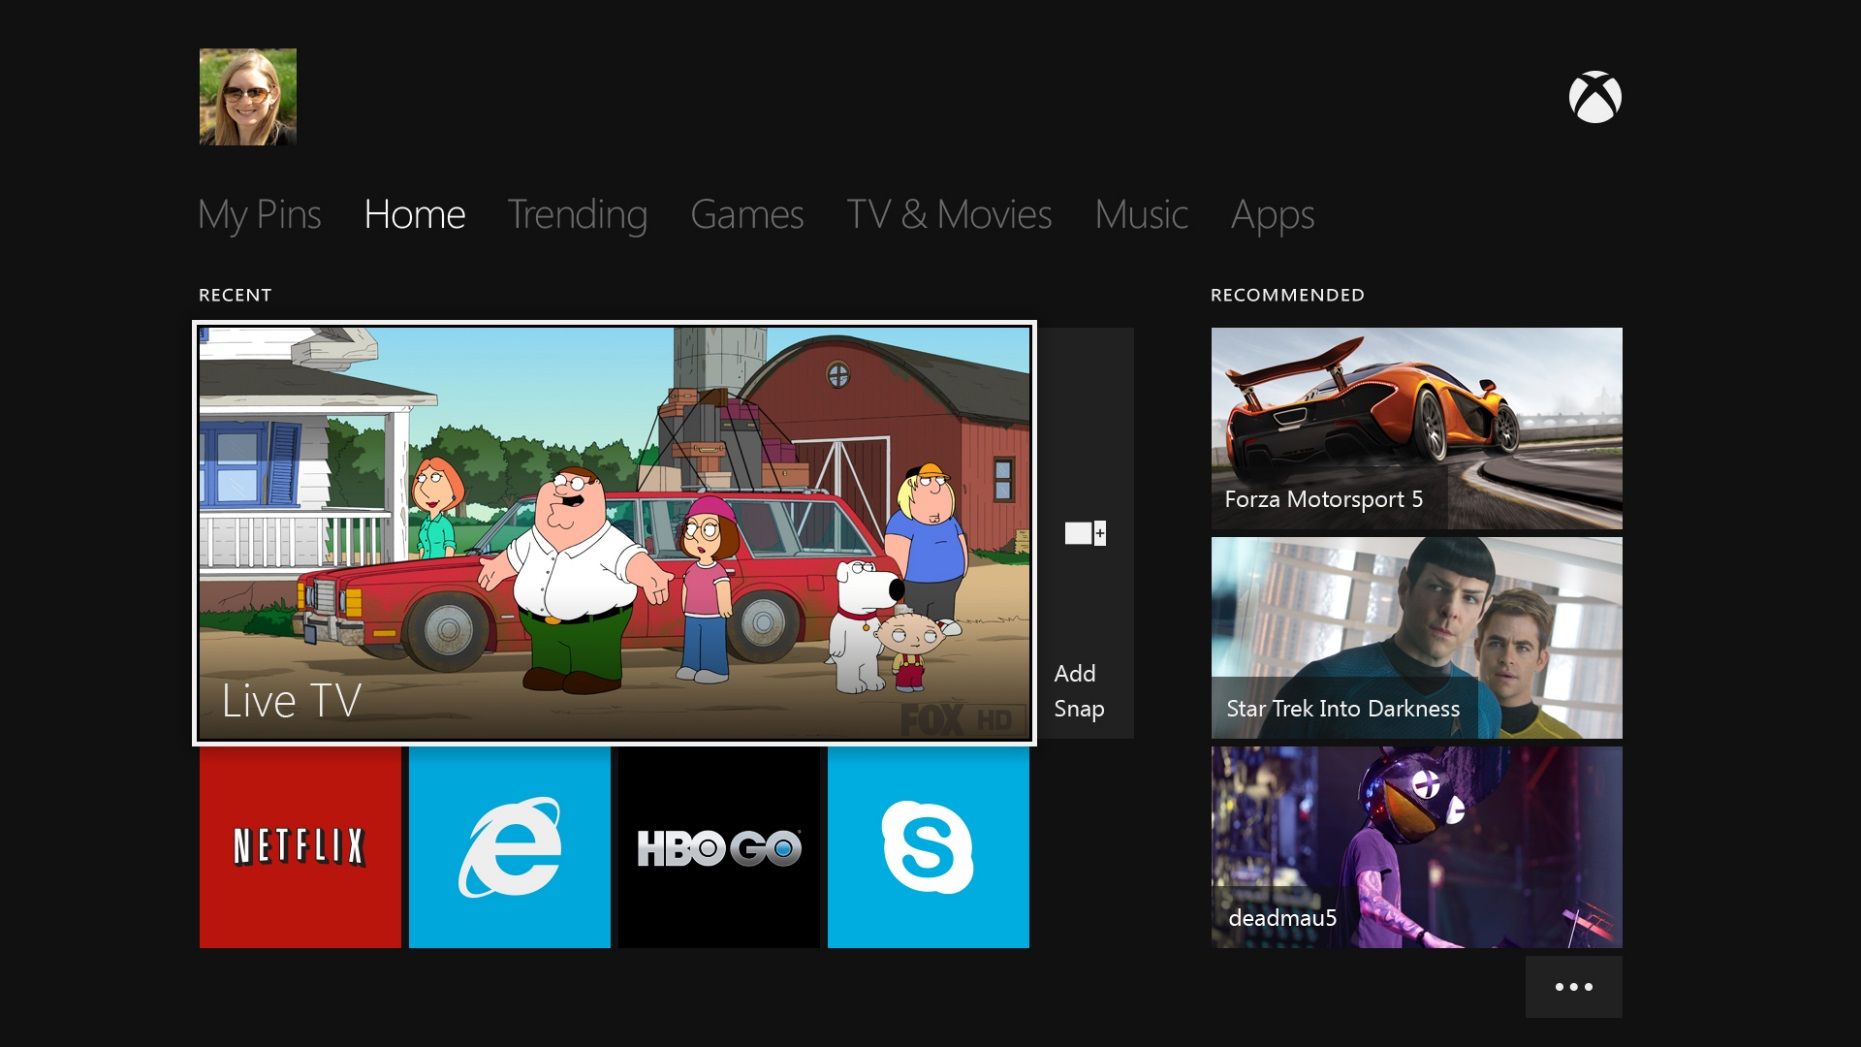 My Pins Home Trending Games TV & Movies Music Apps
RECENT
RECOMMENDED
Live TV
FOX HD
Add
Snap
Forza Motorsport 5
Star Trek Into Darkness
deadmau5
NETFLIX
HBO GO